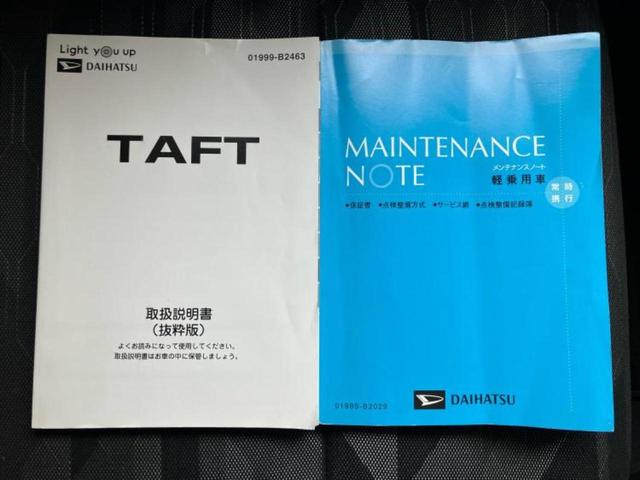 Light you up
DAIHATSU
01999-B2463
TAFT
取扱説明書
(抜粋版)
よくお読みになって使用してください。
取扱説明書はお車の中に保管しましょう。
MAINTENANCE
NOTE
メンテナンスノート
軽乗用車
常時
携行
●保証書 ●点検整備方式 ●サービス網 ●点検整備記録簿
01999-B2029
DAIHATSU